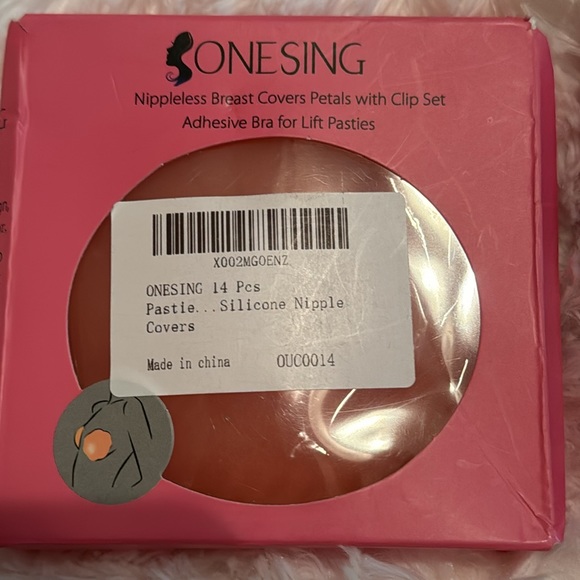 ONESING
Nippleless Breast Covers Petals with Clip Set
Adhesive Bra for Lift Pasties
X002MGOENZ
ONESING 14 Pcs
Pastie...Silicone Nipple
Covers
Made in china OUC0014